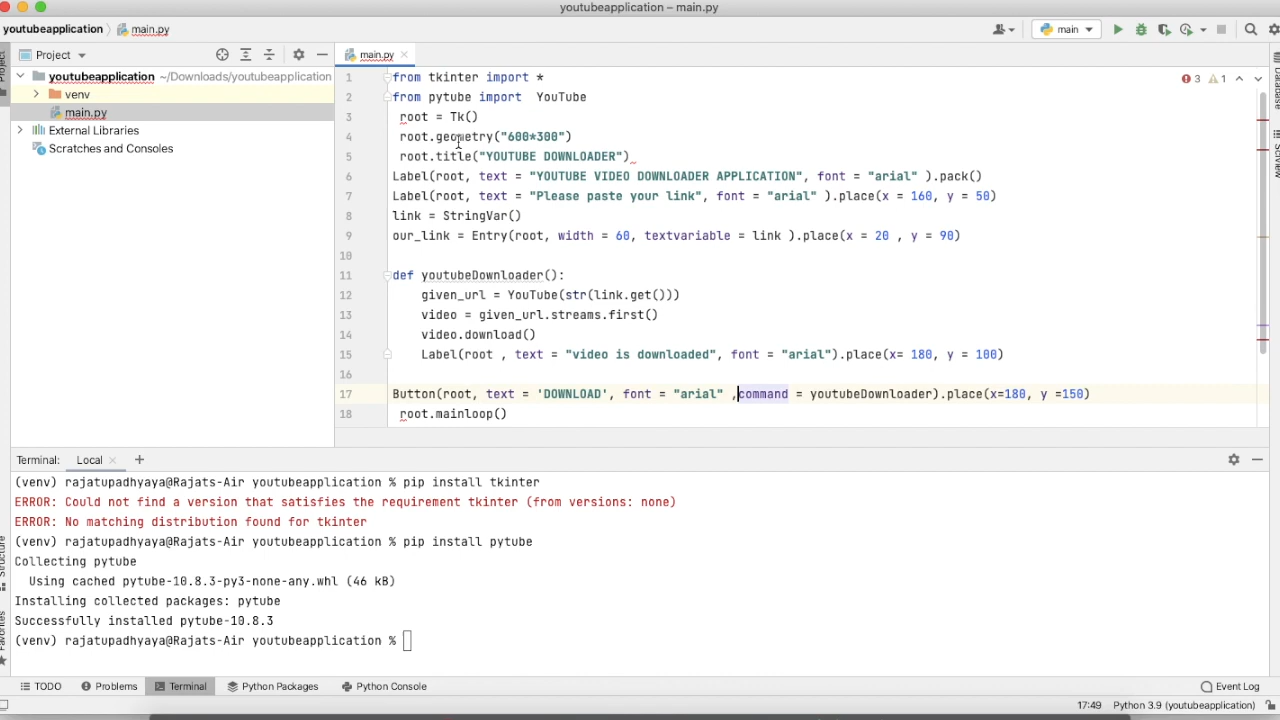 youtubeapplication – main.py
youtubeapplication main.py main
Project main.py
youtubeapplication ~/Downloads/youtubeapplication
venv
main.py
External Libraries
Scratches and Consoles
3 1
1 from tkinter import *
2 from pytube import  YouTube
3  root = Tk()
4  root.geometry("600*300")
5  root.title("YOUTUBE DOWNLOADER")
6 Label(root, text = "YOUTUBE VIDEO DOWNLOADER APPLICATION", font = "arial" ).pack()
7 Label(root, text = "Please paste your link", font = "arial" ).place(x = 160, y = 50)
8 link = StringVar()
9 our_link = Entry(root, width = 60, textvariable = link ).place(x = 20 , y = 90)
10
11 def youtubeDownloader():
12     given_url = YouTube(str(link.get()))
13     video = given_url.streams.first()
14     video.download()
15     Label(root , text = "video is downloaded", font = "arial").place(x= 180, y = 100)
16
17 Button(root, text = 'DOWNLOAD', font = "arial" ,command = youtubeDownloader).place(x=180, y =150)
18  root.mainloop()
Terminal: Local
(venv) rajatupadhyaya@Rajats-Air youtubeapplication % pip install tkinter
ERROR: Could not find a version that satisfies the requirement tkinter (from versions: none)
ERROR: No matching distribution found for tkinter
(venv) rajatupadhyaya@Rajats-Air youtubeapplication % pip install pytube
Collecting pytube
  Using cached pytube-10.8.3-py3-none-any.whl (46 kB)
Installing collected packages: pytube
Successfully installed pytube-10.8.3
(venv) rajatupadhyaya@Rajats-Air youtubeapplication %
Structure
Favorites
TODO Problems Terminal Python Packages Python Console Event Log
17:49 Python 3.9 (youtubeapplication)